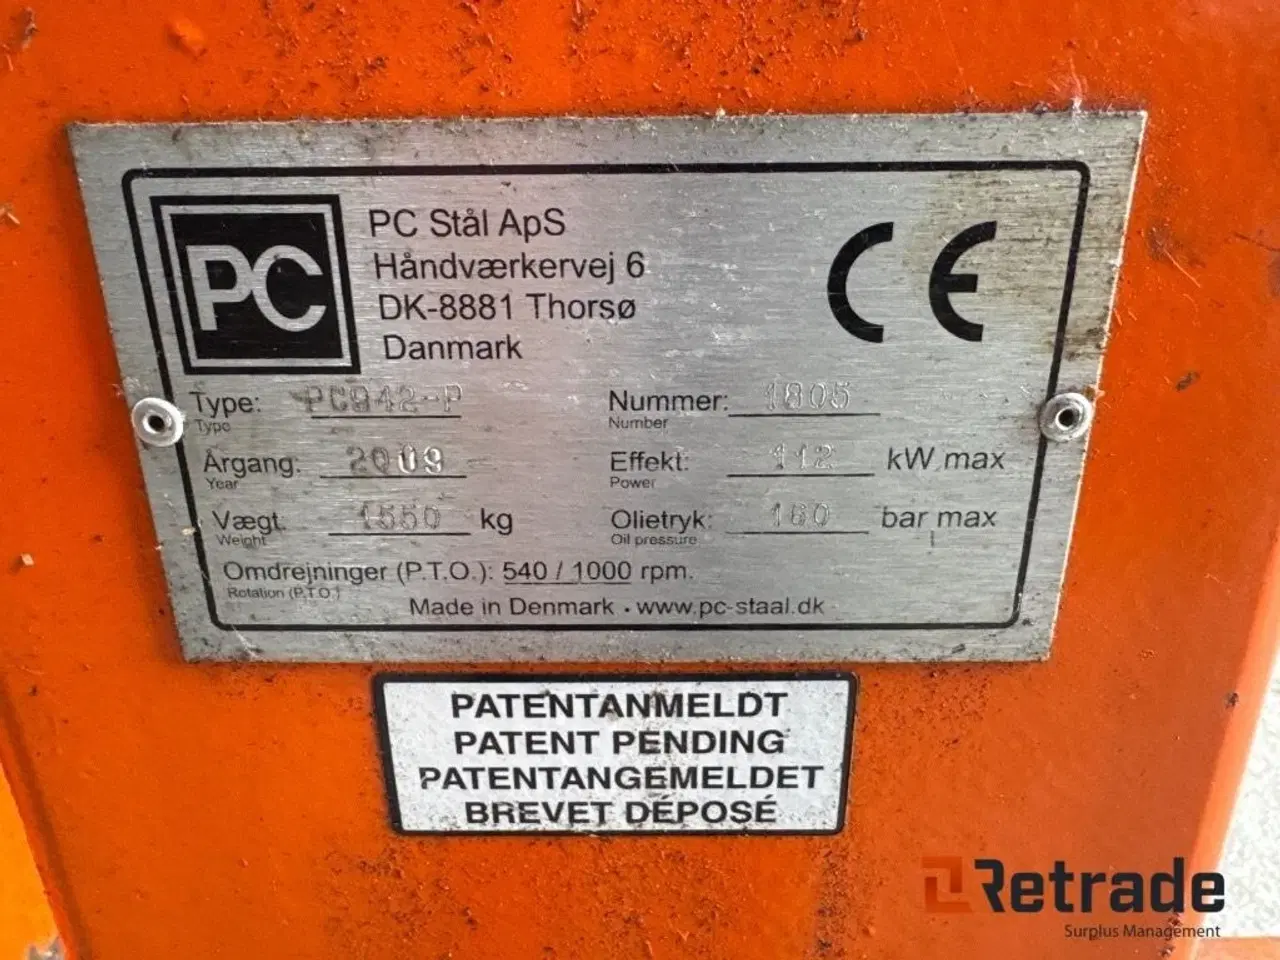 PC
PC Stål ApS
Håndværkervej 6
DK-8881 Thorsø
Danmark
CE
Type: PC942-P
Type
Nummer: 1805
Number
Årgang: 2009
Year
Effekt: 112 kW max
Power
Vægt: 1550 kg
Weight
Olietryk: 160 bar max
Oil pressure
Omdrejninger (P.T.O.): 540 / 1000 rpm.
Rotation (P.T.O.)
Made in Denmark · www.pc-staal.dk
PATENTANMELDT
PATENT PENDING
PATENTANGEMELDET
BREVET DÉPOSÉ
Retrade
Surplus Management